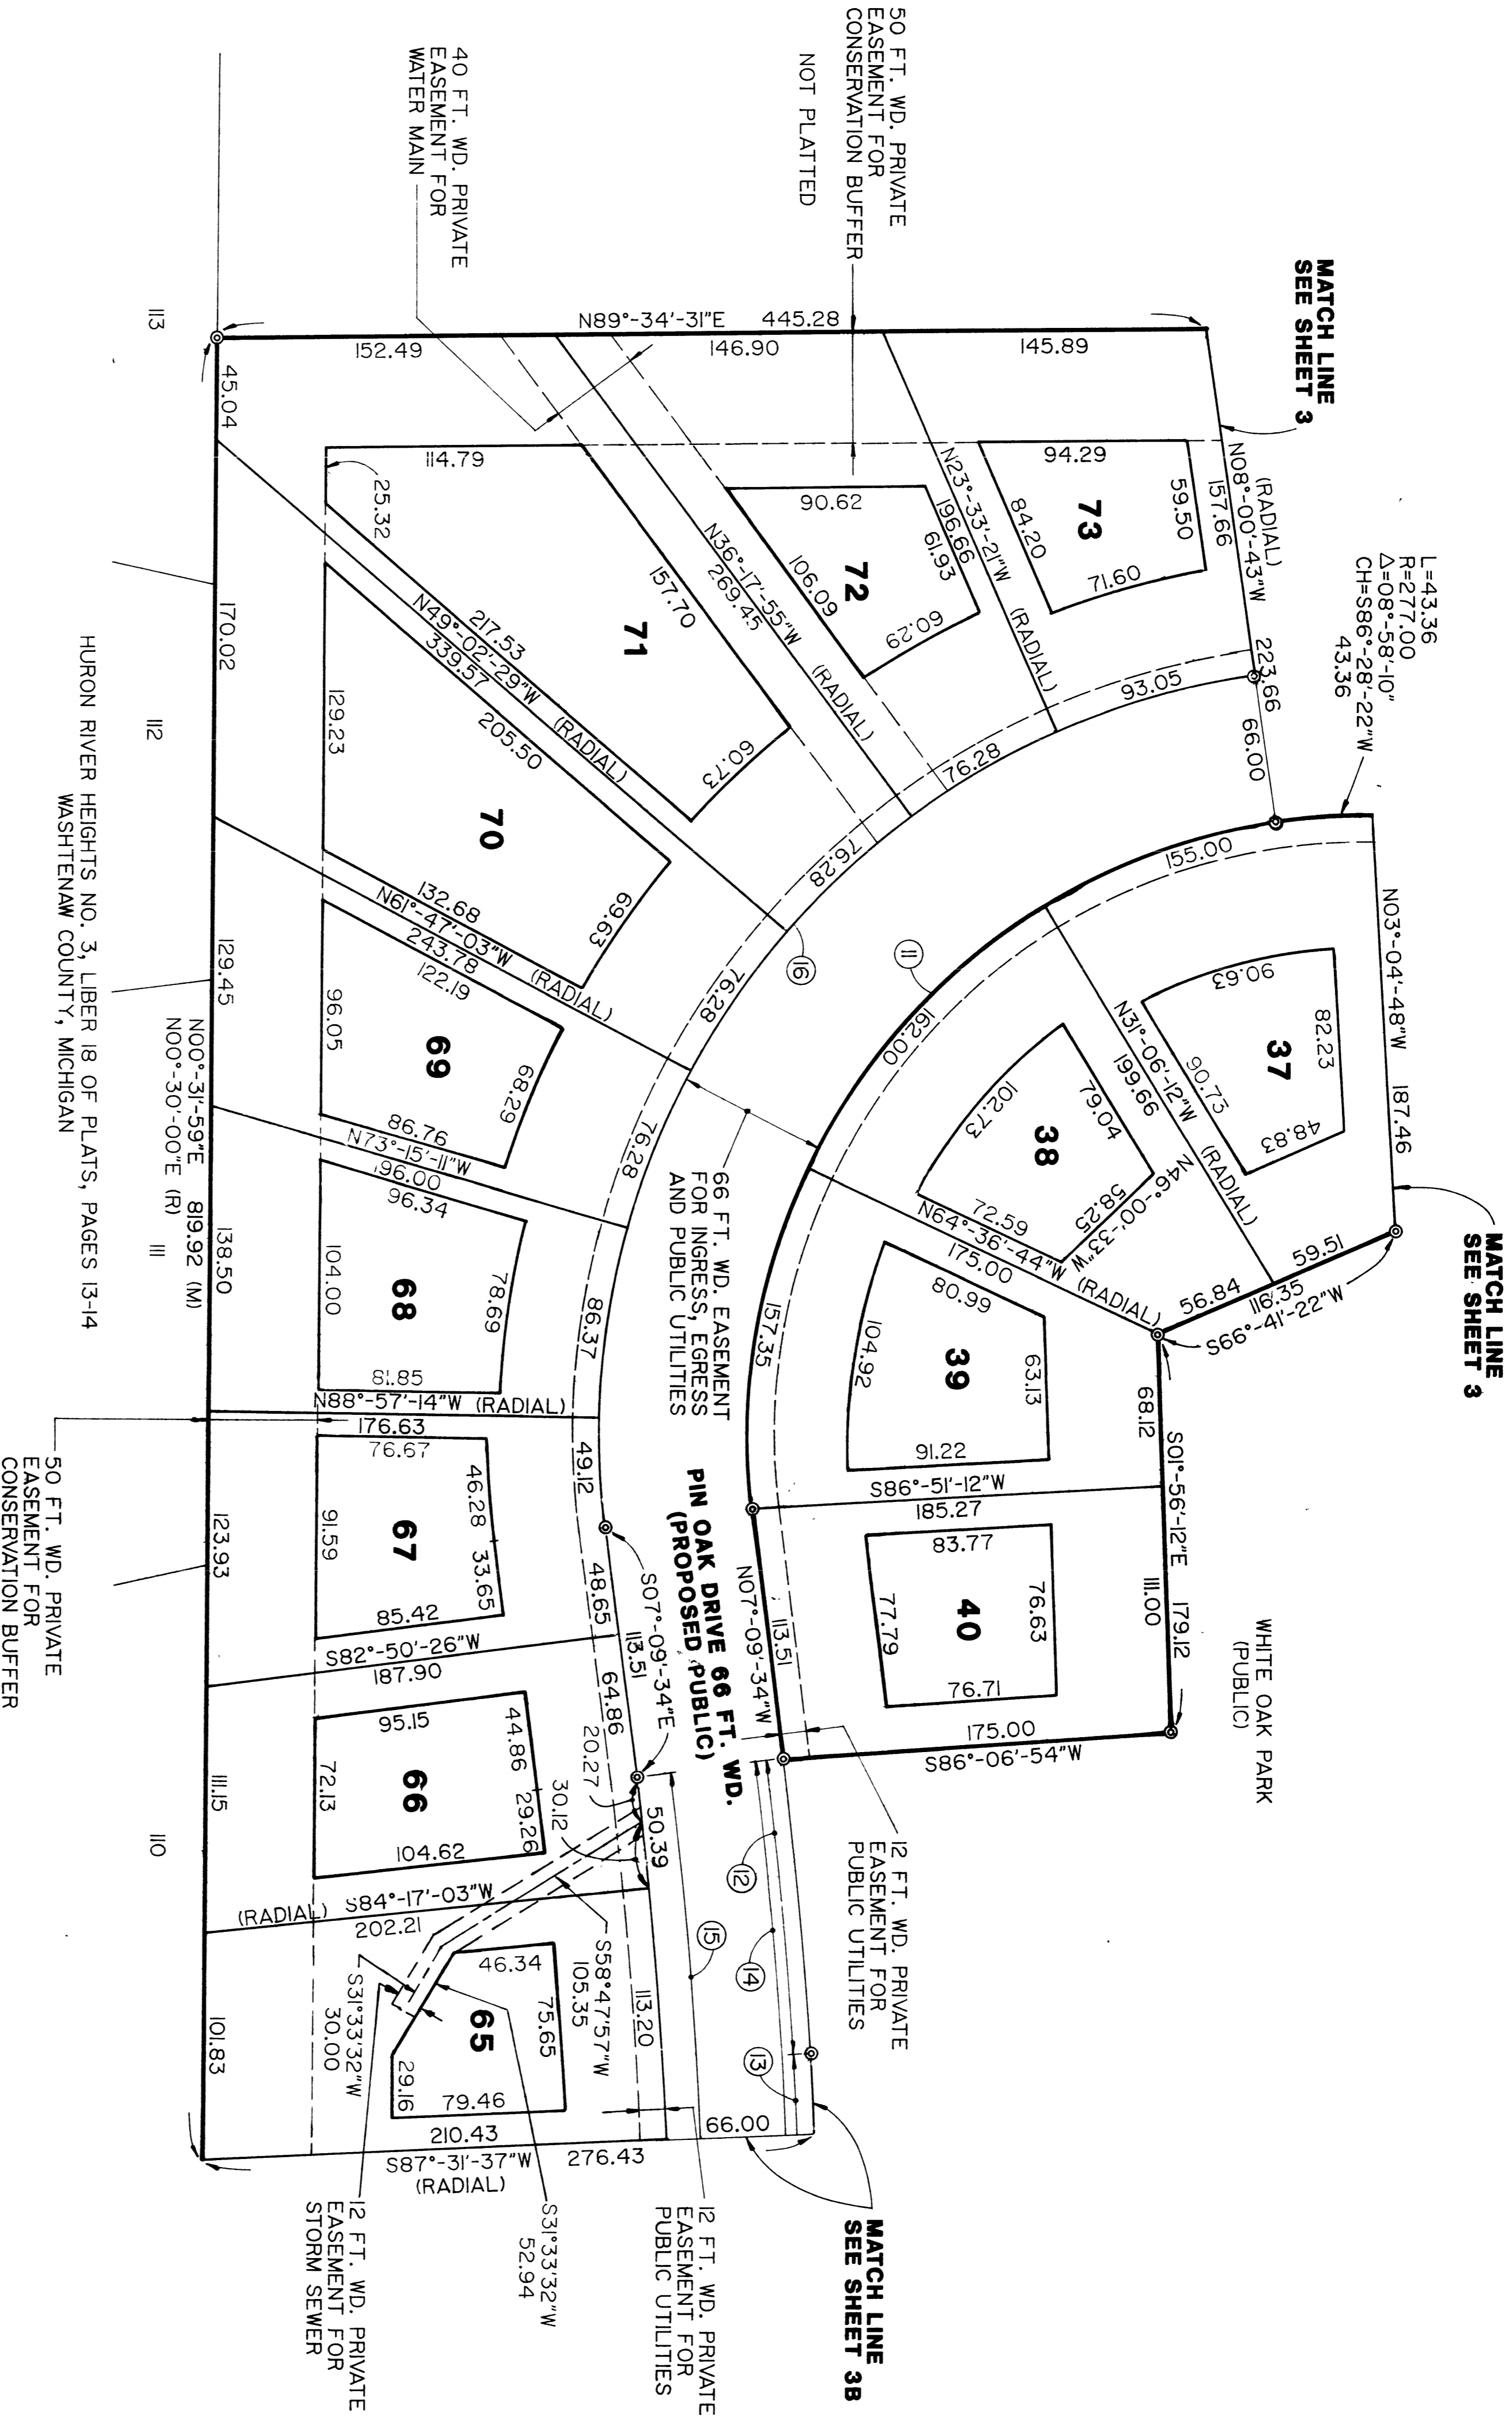 MATCH LINE
SEE SHEET 3
MATCH LINE
SEE SHEET 3
MATCH LINE
SEE SHEET 3B
L=43.36
R=277.00
Δ=08°-58'-10"
CH=S86°-28'-22"W
43.36
50 FT. WD. PRIVATE
EASEMENT FOR
CONSERVATION BUFFER
NOT PLATTED
40 FT. WD. PRIVATE
EASEMENT FOR
WATER MAIN
N89°-34'-31"E 445.28
152.49
146.90
145.89
N08°-00'-43"W
(RADIAL)
157.66
223.66
66.00
73
94.29
59.50
84.20
71.60
N23°-33'-21"W (RADIAL)
196.66
72
90.62
61.93
106.09
60.29
N36°-17'-55"W (RADIAL)
269.45
71
114.79
25.32
157.70
60.73
217.53
N49°-02'-29"W (RADIAL)
339.57
70
205.50
129.23
132.68
69.63
N61°-47'-03"W (RADIAL)
243.78
69
122.19
96.05
86.76
68.29
N73°-15'-11"W
196.00
68
96.34
104.00
78.69
81.85
N88°-57'-14"W (RADIAL)
176.63
67
76.67
91.59
46.28
33.65
85.42
S82°-50'-26"W
187.90
66
95.15
72.13
44.86
29.26
104.62
S84°-17'-03"W
(RADIAL)
202.21
65
46.34
75.65
29.16
79.46
210.43
S87°-31'-37"W
(RADIAL)
276.43
66.00
93.05
76.28
76.28
76.28
76.28
86.37
49.12
48.65
113.51
64.86
S07°-09'-34"E
20.27
30.12
50.39
113.20
S58°47'57"W
105.35
S31°33'32"W
30.00
S31°33'32"W
52.94
16
11
12
14
15
13
155.00
162.00
157.35
N07°-09'-34"W
113.51
N03°-04'-48"W 187.46
37
82.23
90.63
90.73
48.83
N31°-06'-12"W (RADIAL)
199.66
38
79.04
102.73
58.25
72.59
N46°-00'-33"W
N64°-36'-44"W (RADIAL)
175.00
39
80.99
63.13
104.92
91.22
S86°-51'-12"W
185.27
40
83.77
76.63
77.79
76.71
175.00
S86°-06'-54"W
59.51
56.84
116.35
S66°-41'-22"W
68.12
S01°-56'-12"E 179.12
111.00
WHITE OAK PARK
(PUBLIC)
66 FT. WD. EASEMENT
FOR INGRESS, EGRESS
AND PUBLIC UTILITIES
PIN OAK DRIVE 66 FT. WD.
(PROPOSED PUBLIC)
12 FT. WD. PRIVATE
EASEMENT FOR
PUBLIC UTILITIES
12 FT. WD. PRIVATE
EASEMENT FOR
PUBLIC UTILITIES
12 FT. WD. PRIVATE
EASEMENT FOR
STORM SEWER
50 FT. WD. PRIVATE
EASEMENT FOR
CONSERVATION BUFFER
45.04
170.02
129.45
138.50
123.93
111.15
101.83
N00°-31'-59"E 819.92 (M)
N00°-30'-00"E (R)
113
112
111
110
HURON RIVER HEIGHTS NO. 3, LIBER 18 OF PLATS, PAGES 13-14
WASHTENAW COUNTY, MICHIGAN